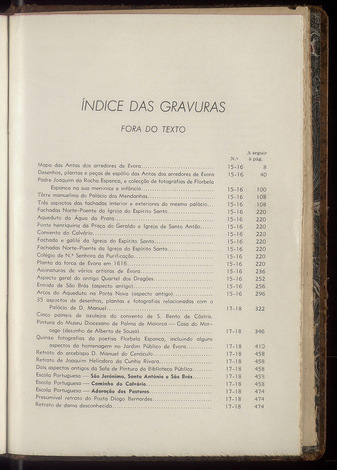 ÍNDICE DAS GRAVURAS
FORA DO TEXTO
A seguir
N.os à pág.
Mapa das Antas dos arredores de Évora 15-16 8
Desenhos, plantas e peças de espólio das Antas dos arredores de Évora 15-16 40
Padre Joaquim da Rocha Espanca, e colecção de fotografias de Florbela
Espanca na sua meninice e infância 15-16 100
Torre manuelina do Palácio dos Mendanhas 15-16 108
Três aspectos das fachadas interior e exteriores do mesmo palácio 15-16 108
Fachadas Norte-Poente da Igreja do Espírito Santo 15-16 220
Aqueduto da Água da Prata 15-16 220
Fonte henriquina da Praça do Geraldo e Igreja de Santo Antão 15-16 220
Convento do Calvário 15-16 220
Fachada e galilé da Igreja do Espírito Santo 15-16 220
Fachadas Norte-Poente da Igreja do Espírito Santo 15-16 220
Colégio de N.ª Senhora da Purificação 15-16 220
Planta da forca de Évora em 1616 15-16 220
Assinaturas de vários artistas de Évora 15-16 236
Aspecto geral do antigo Quartel dos Dragões 15-16 252
Ermida de São Brás (aspecto antigo) 15-16 256
Arcos do Aqueduto na Porta Nova (aspecto antigo) 15-16 296
35 aspectos de desenhos, plantas e fotografias relacionados com o
Palácio de D. Manuel 17-18 322
Cinco painéis de azulejos do convento de S. Bento de Cástris.
Pintura do Museu Diocesano de Palma de Maiorca — Casa do Mor-
cego (desenho de Alberto de Sousa) 17-18 346
Quinze fotografias da poetisa Florbela Espanca, incluindo alguns
aspectos da homenagem no Jardim Público de Évora 17-18 413
Retrato do arcebispo D. Manuel do Cenáculo 17-18 458
Retrato de Joaquim Heliodoro da Cunha Rivara 17-18 458
Dois aspectos antigos da Sala de Pintura da Biblioteca Pública 17-18 458
Escola Portuguesa — São Jerónimo, Santo António e São Brás 17-18 458
Escola Portuguesa — Caminho do Calvário 17-18 458
Escola Portuguesa — Adoração dos Pastores 17-18 474
Presumível retrato do Poeta Diogo Bernardes 17-18 474
Retrato de dama desconhecida 17-18 474